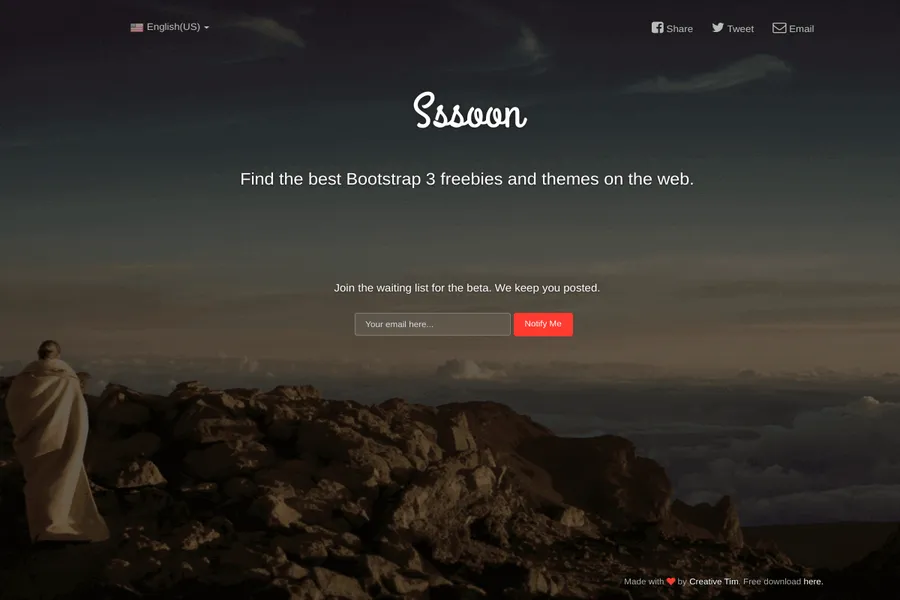 English(US)
Share
Tweet
Email
Sssoon
Find the best Bootstrap 3 freebies and themes on the web.
Join the waiting list for the beta. We keep you posted.
Your email here...
Notify Me
Made with by Creative Tim. Free download here.